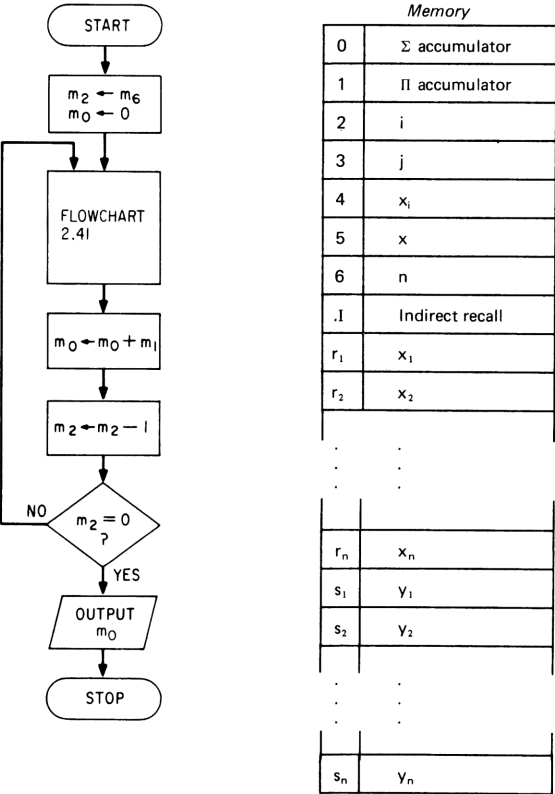 START
m₂ ← m₆
m₀ ← 0
FLOWCHART
2.41
m₀ ← m₀ + m₁
m₂ ← m₂ − 1
NO
m₂ = 0
?
YES
OUTPUT
m₀
STOP
Memory
0 Σ accumulator
1 Π accumulator
2 i
3 j
4 xᵢ
5 x
6 n
.I Indirect recall
r₁ x₁
r₂ x₂
. .
. .
. .
rₙ xₙ
s₁ y₁
s₂ y₂
. .
. .
. .
sₙ yₙ